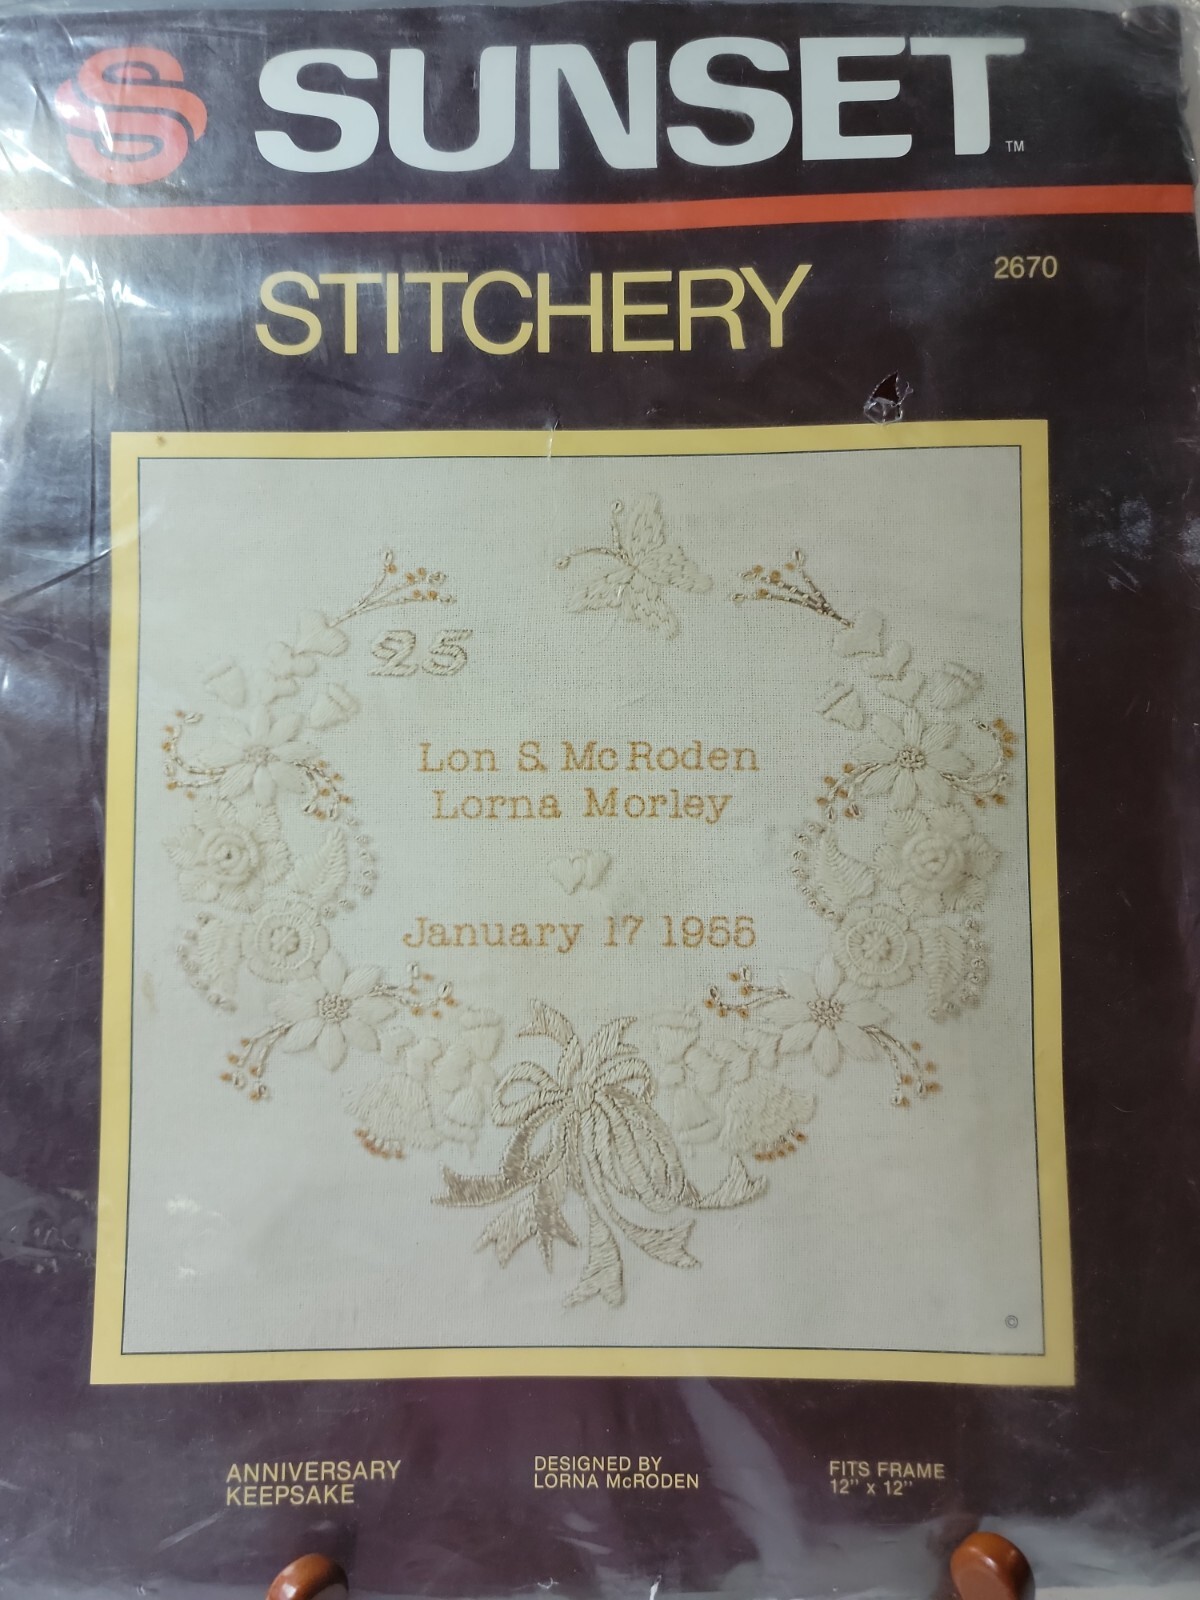 SUNSET™
STITCHERY
2670
25
Lon S. McRoden
Lorna Morley
January 17 1955
©
ANNIVERSARY
KEEPSAKE
DESIGNED BY
LORNA McRODEN
FITS FRAME
12" x 12"